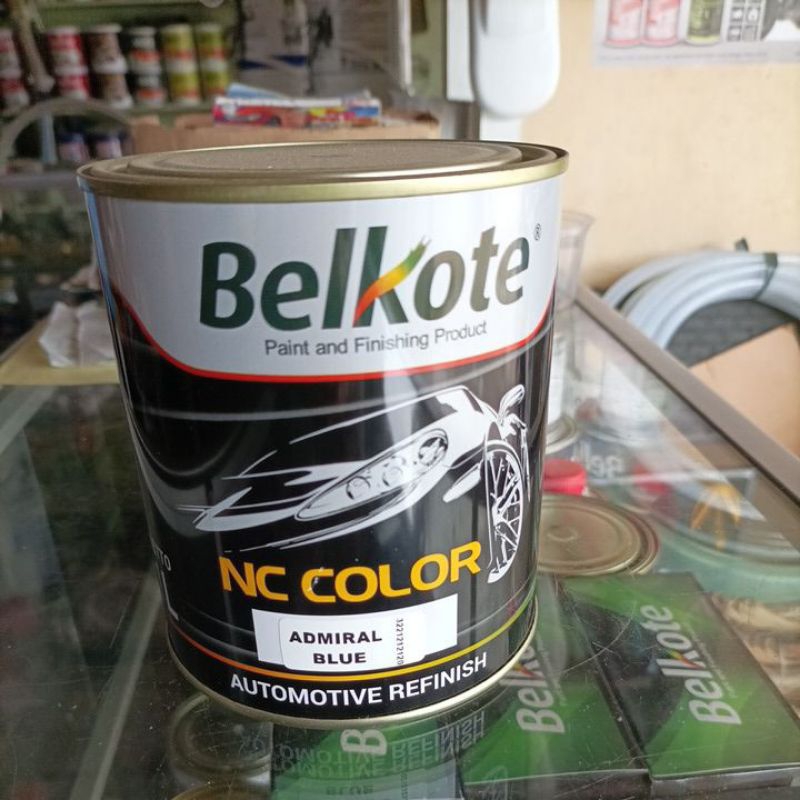 Belkote®
Paint and Finishing Product
NC COLOR
ADMIRAL
BLUE
AUTOMOTIVE REFINISH
Belkote
Belkote